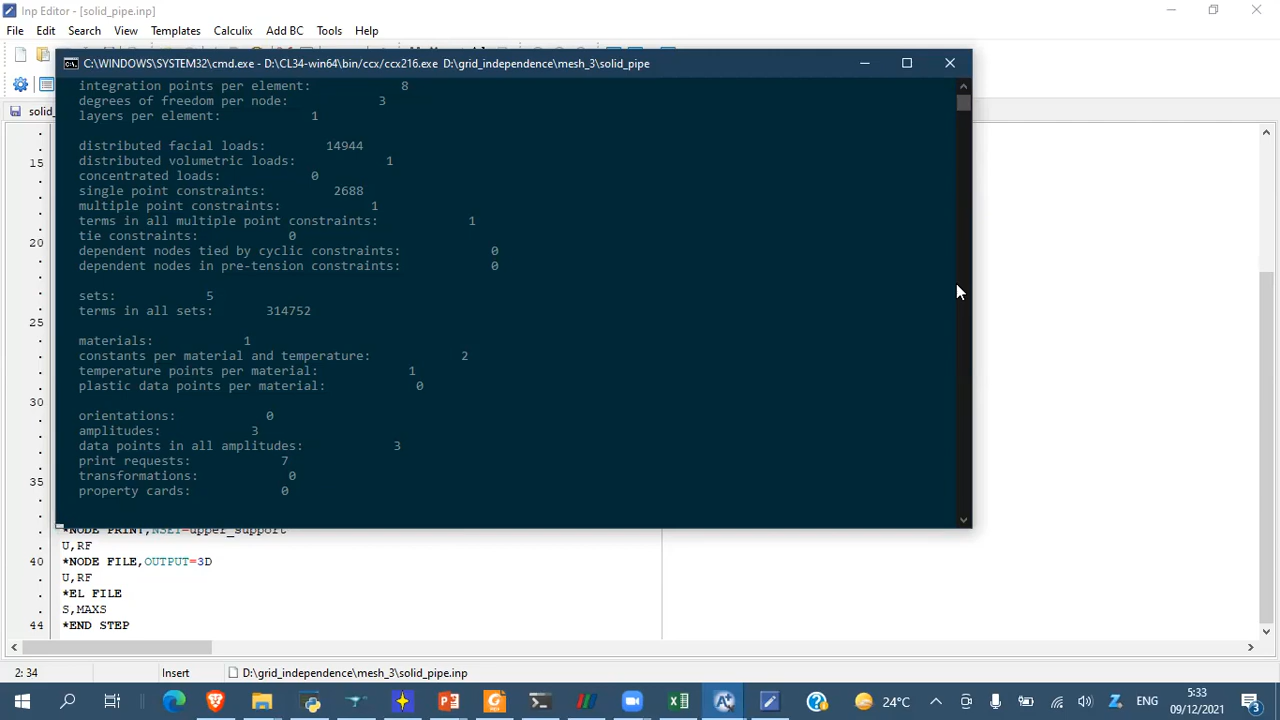 Inp Editor - [solid_pipe.inp]
File Edit Search View Templates Calculix Add BC Tools Help
C:\WINDOWS\SYSTEM32\cmd.exe - D:\CL34-win64\bin/ccx/ccx216.exe D:\grid_independence\mesh_3\solid_pipe
integration points per element: 8
degrees of freedom per node: 3
layers per element: 1
distributed facial loads: 14944
distributed volumetric loads: 1
concentrated loads: 0
single point constraints: 2688
multiple point constraints: 1
terms in all multiple point constraints: 1
tie constraints: 0
dependent nodes tied by cyclic constraints: 0
dependent nodes in pre-tension constraints: 0
sets: 5
terms in all sets: 314752
materials: 1
constants per material and temperature: 2
temperature points per material: 1
plastic data points per material: 0
orientations: 0
amplitudes: 3
data points in all amplitudes: 3
print requests: 7
transformations: 0
property cards: 0
solid_
15
20
25
30
35
*NODE PRINT,NSET=upper_support
U,RF
40 *NODE FILE,OUTPUT=3D
U,RF
*EL FILE
S,MAXS
44 *END STEP
2: 34 Insert D:\grid_independence\mesh_3\solid_pipe.inp
24°C ENG 5:33
09/12/2021
3